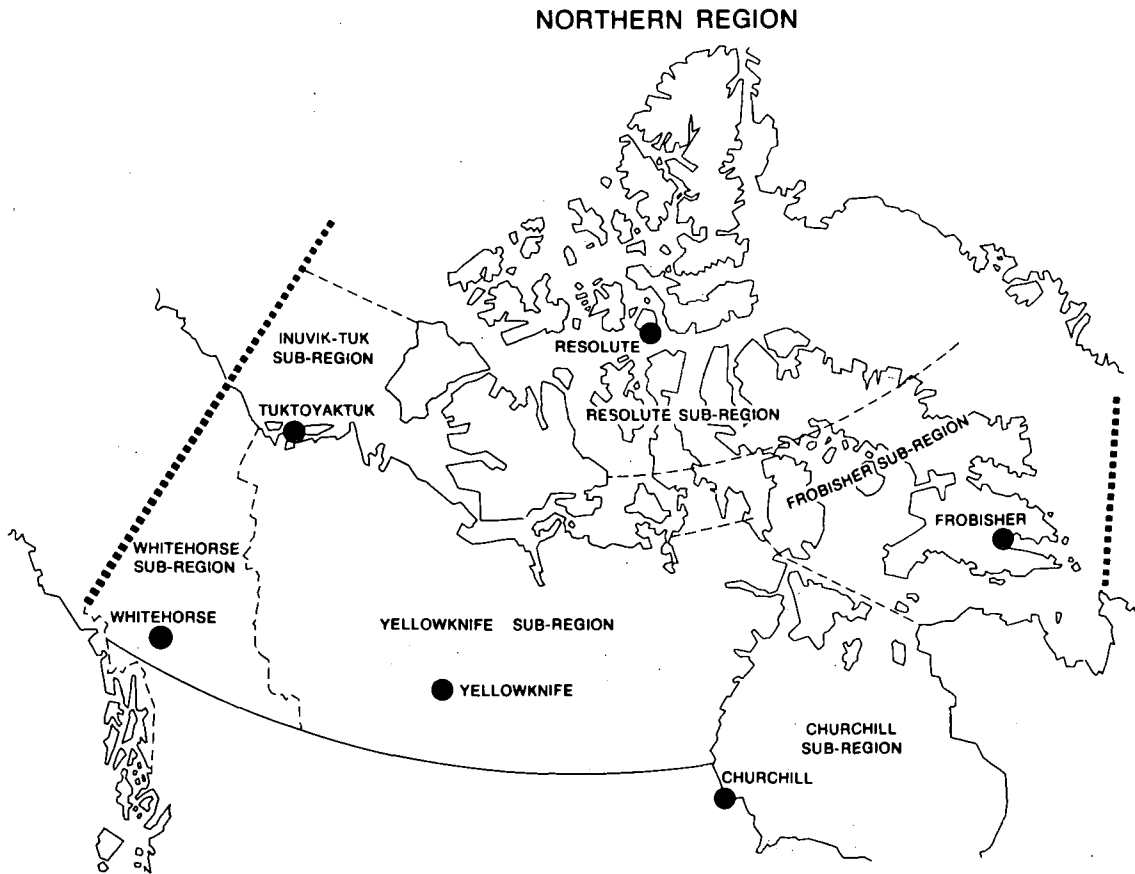 NORTHERN REGION
INUVIK-TUK
SUB-REGION
RESOLUTE
TUKTOYAKTUK
RESOLUTE SUB-REGION
FROBISHER SUB-REGION
FROBISHER
WHITEHORSE
SUB-REGION
WHITEHORSE
YELLOWKNIFE SUB-REGION
YELLOWKNIFE
CHURCHILL
SUB-REGION
CHURCHILL